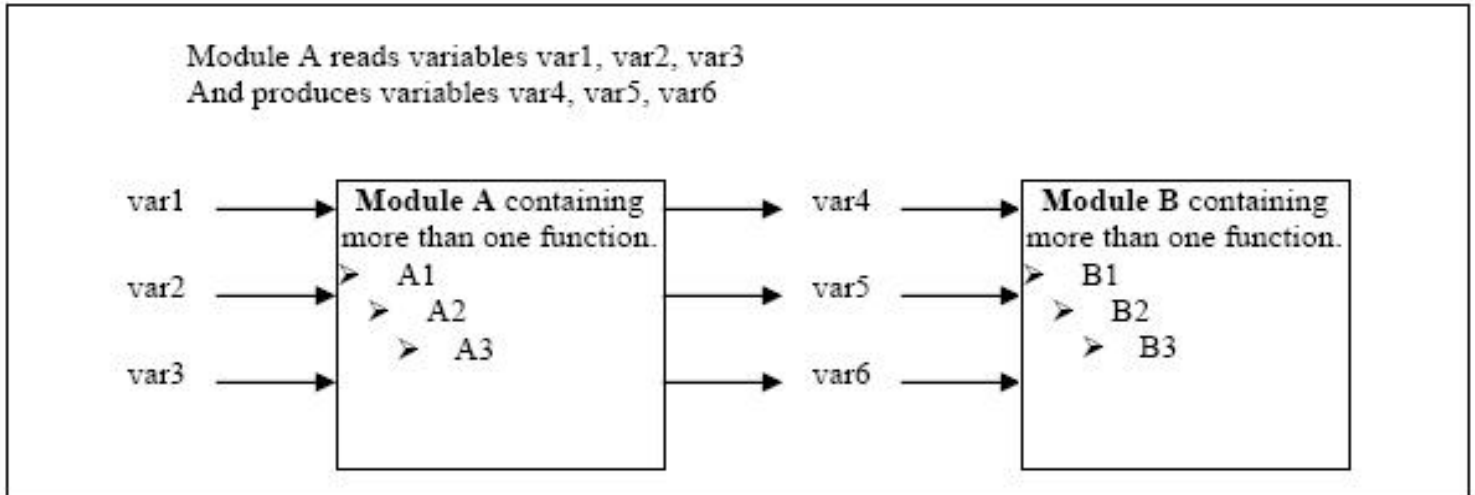 Module A reads variables var1, var2, var3
And produces variables var4, var5, var6
var1
var2
var3
Module A containing
more than one function.
➢ A1
➢ A2
➢ A3
var4
var5
var6
Module B containing
more than one function.
➢ B1
➢ B2
➢ B3